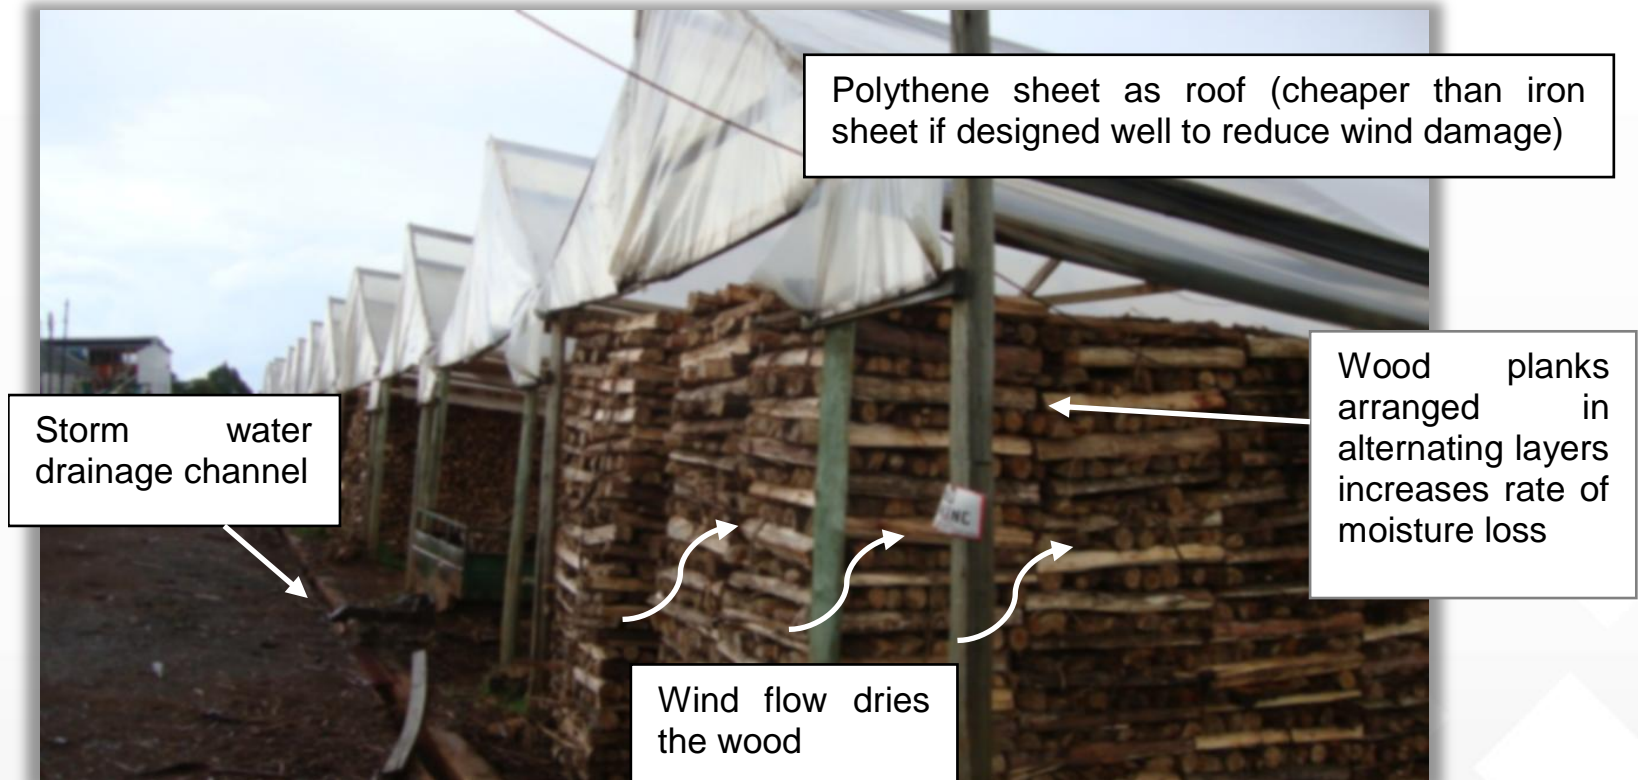 Polythene sheet as roof (cheaper than iron
sheet if designed well to reduce wind damage)
Wood planks
arranged in
alternating layers
increases rate of
moisture loss
Storm water
drainage channel
Wind flow dries
the wood